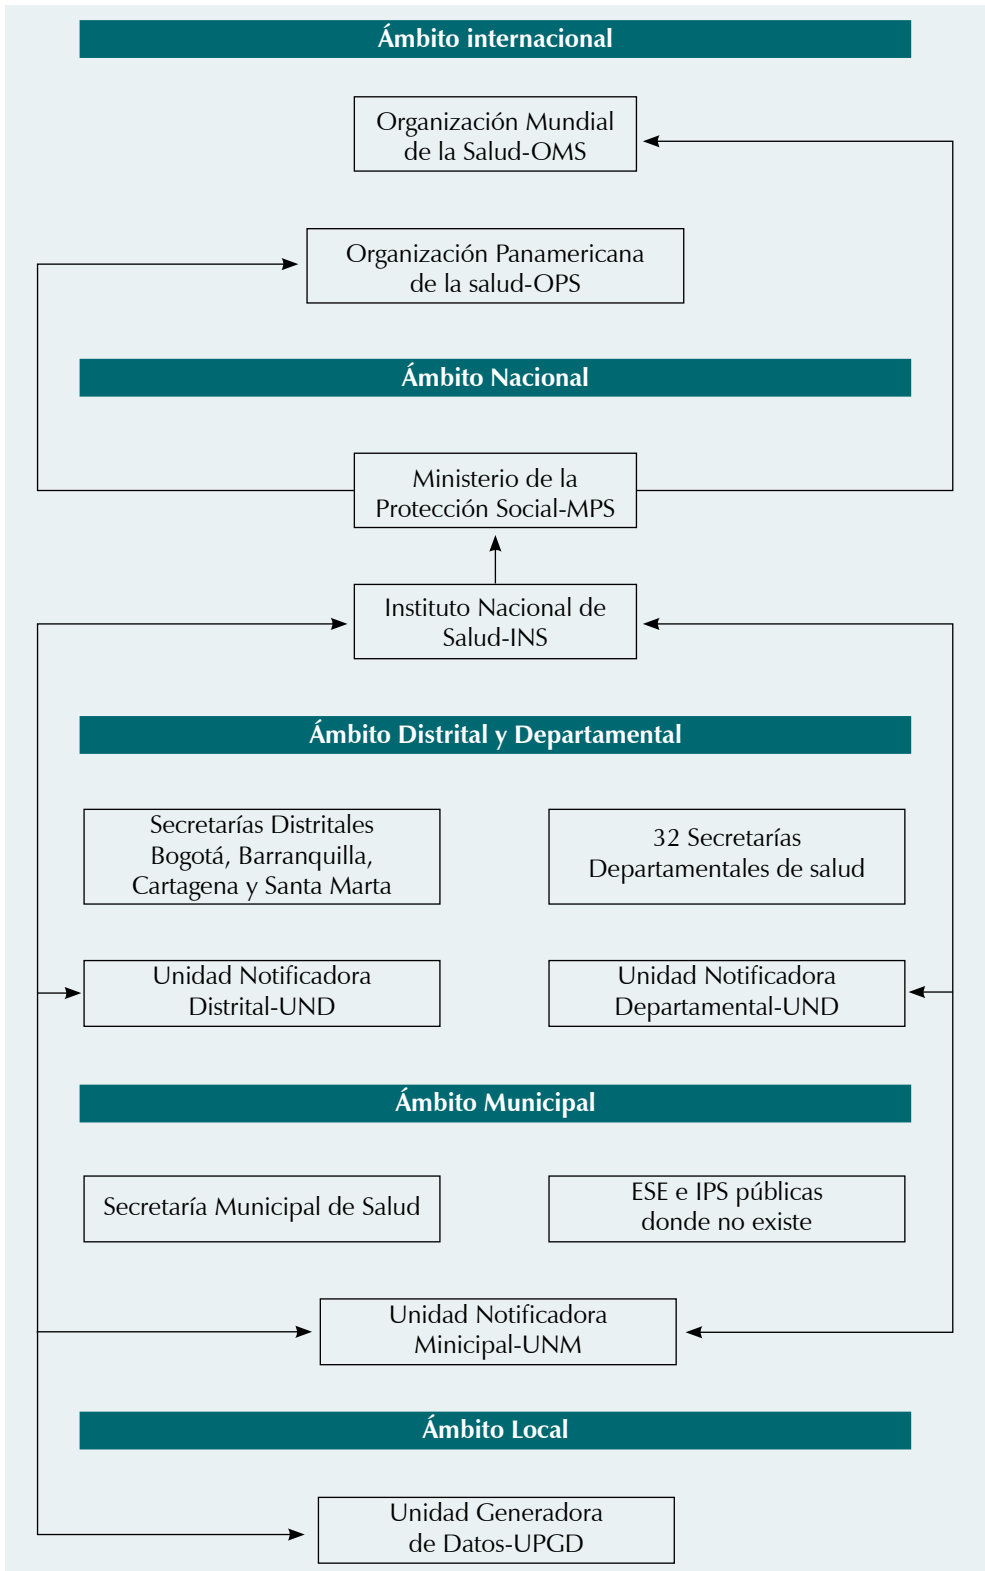 Ámbito internacional
Organización Mundial
de la Salud-OMS
Organización Panamericana
de la salud-OPS
Ámbito Nacional
Ministerio de la
Protección Social-MPS
Instituto Nacional de
Salud-INS
Ámbito Distrital y Departamental
Secretarías Distritales
Bogotá, Barranquilla,
Cartagena y Santa Marta
32 Secretarías
Departamentales de salud
Unidad Notificadora
Distrital-UND
Unidad Notificadora
Departamental-UND
Ámbito Municipal
Secretaría Municipal de Salud
ESE e IPS públicas
donde no existe
Unidad Notificadora
Minicipal-UNM
Ámbito Local
Unidad Generadora
de Datos-UPGD